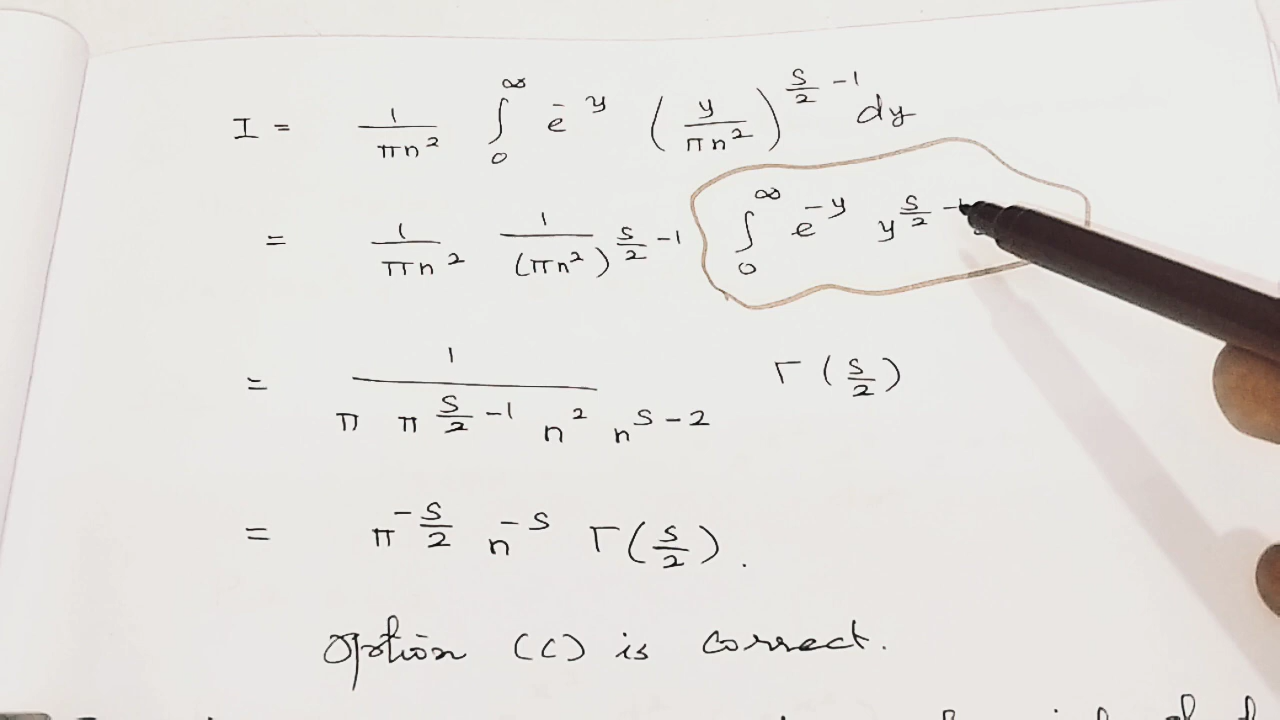 I = 1/πn² ∫₀^∞ e^-y (y/πn²)^(s/2 - 1) dy
= 1/πn² 1/(πn²)^(s/2 - 1) ∫₀^∞ e^-y y^(s/2 - 1)
= 1/(π π^(s/2 - 1) n² n^(s-2)) Γ(s/2)
= π^(-s/2) n^-s Γ(s/2).
Option (C) is correct.